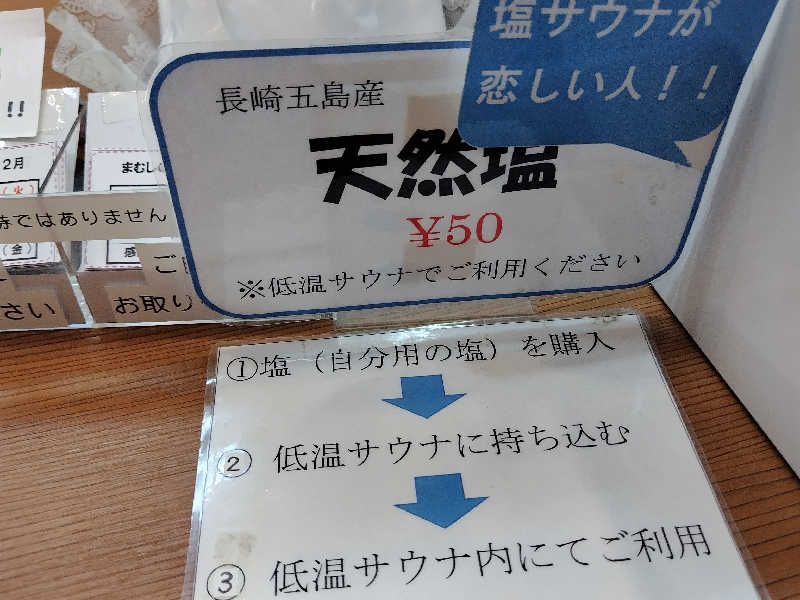 塩サウナが
恋しい人!!
長崎五島産
天然塩
¥50
※低温サウナでご利用ください
①塩(自分用の塩)を購入
②低温サウナに持ち込む
③低温サウナ内にてご利用
!!
2月
(火)
まむし
ではありません
(金)
感
ご
さい
お取り